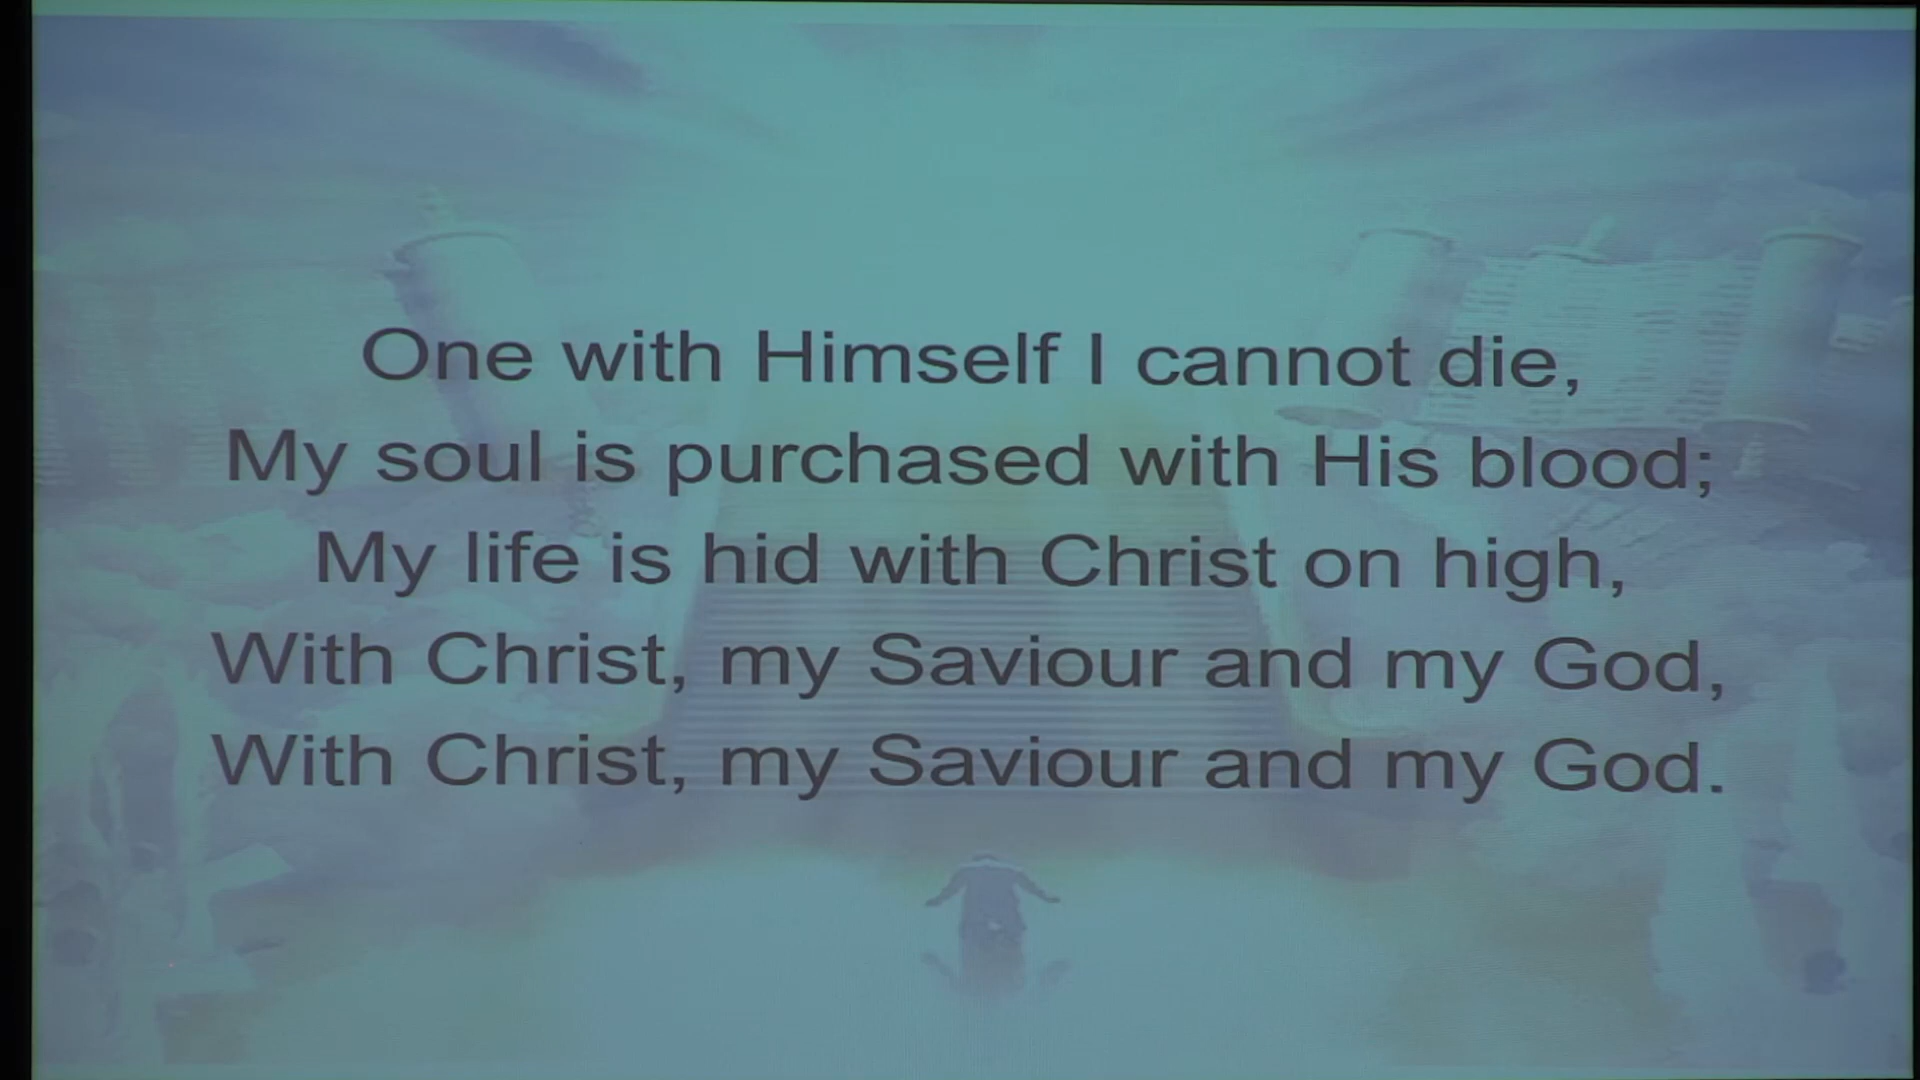 One with Himself I cannot die,
My soul is purchased with His blood;
My life is hid with Christ on high,
With Christ, my Saviour and my God,
With Christ, my Saviour and my God.